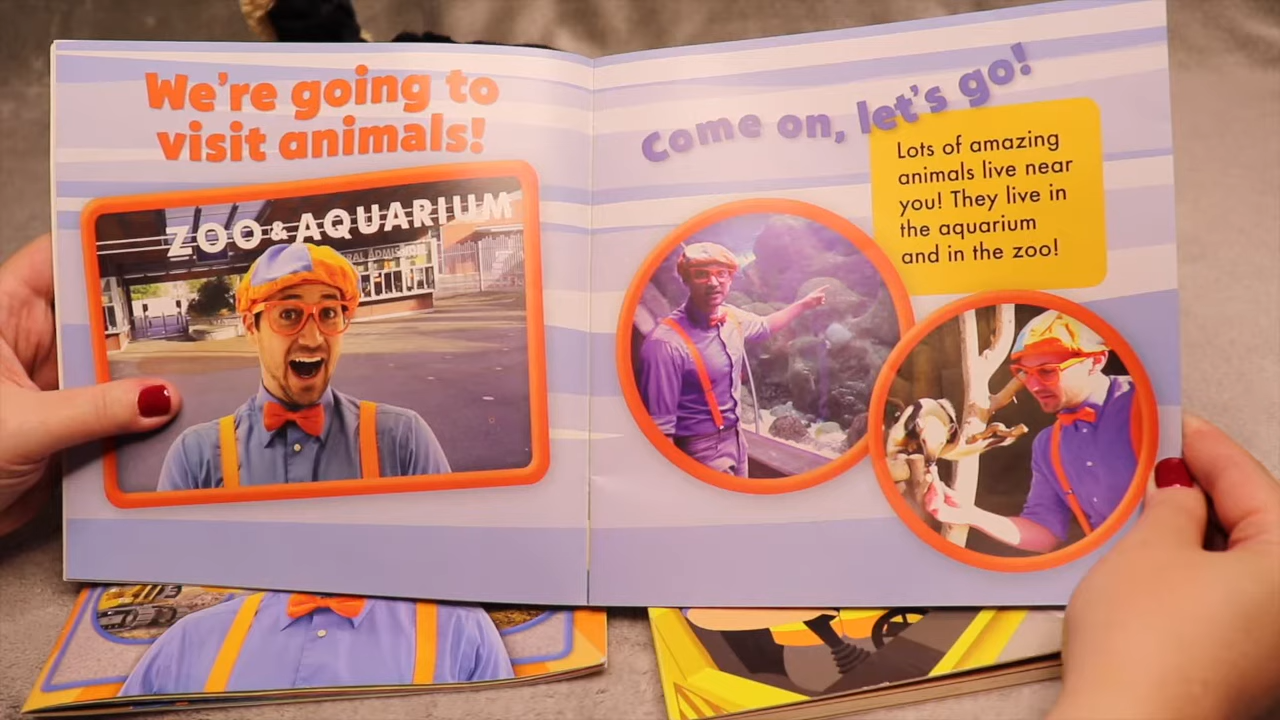 We're going to
visit animals!
ZOO & AQUARIUM
Come on, let's go!
Lots of amazing
animals live near
you! They live in
the aquarium
and in the zoo!